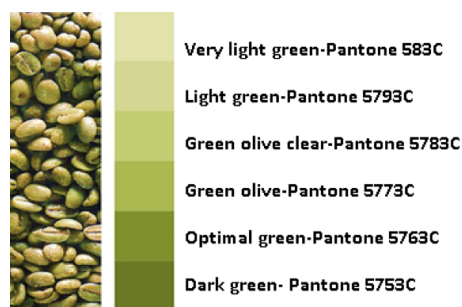 Very light green-Pantone 583C
Light green-Pantone 5793C
Green olive clear-Pantone 5783C
Green olive-Pantone 5773C
Optimal green-Pantone 5763C
Dark green- Pantone 5753C